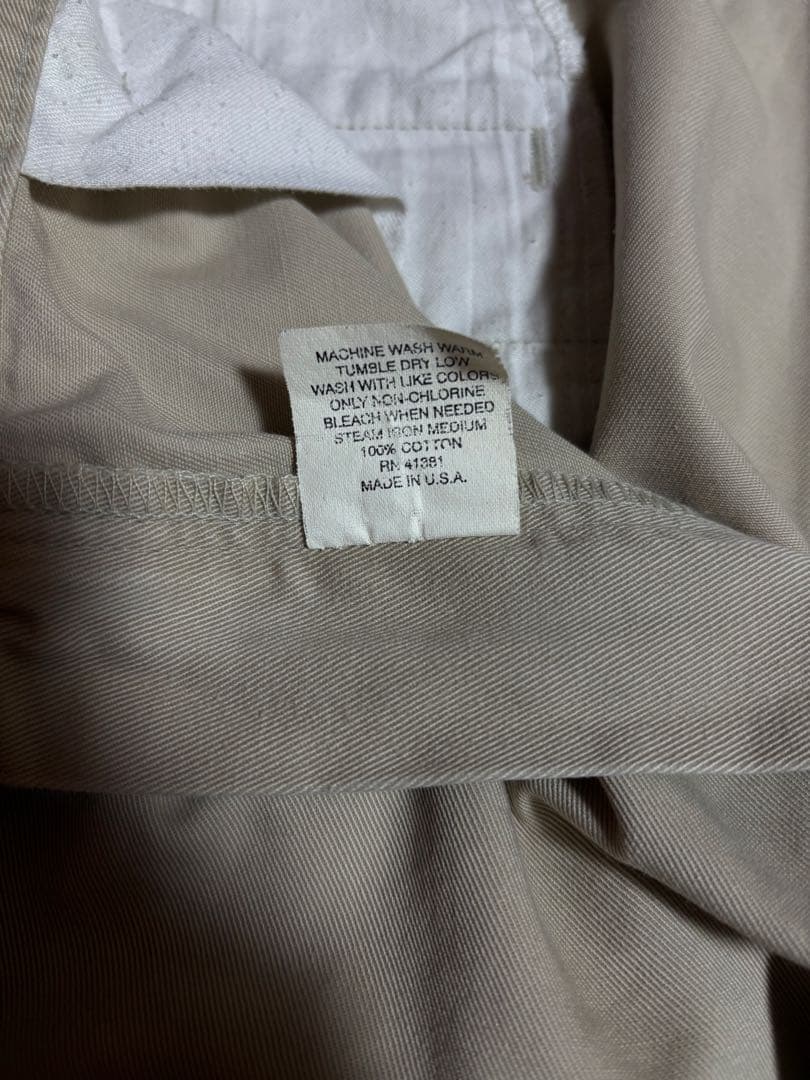 MACHINE WASH WARM
TUMBLE DRY LOW
WASH WITH LIKE COLORS
ONLY NON-CHLORINE
BLEACH WHEN NEEDED
STEAM IRON MEDIUM
100% COTTON
RN 41381
MADE IN U.S.A.